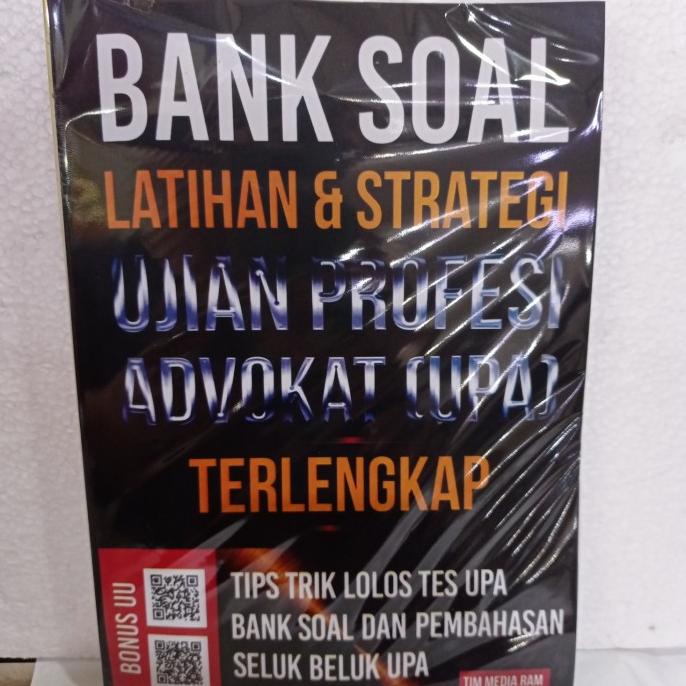 BANK SOAL
LATIHAN & STRATEGI
UJIAN PROFESI
ADVOKAT (UPA)
TERLENGKAP
BONUS UU
TIPS TRIK LOLOS TES UPA
BANK SOAL DAN PEMBAHASAN
SELUK BELUK UPA
TIM MEDIA RAM